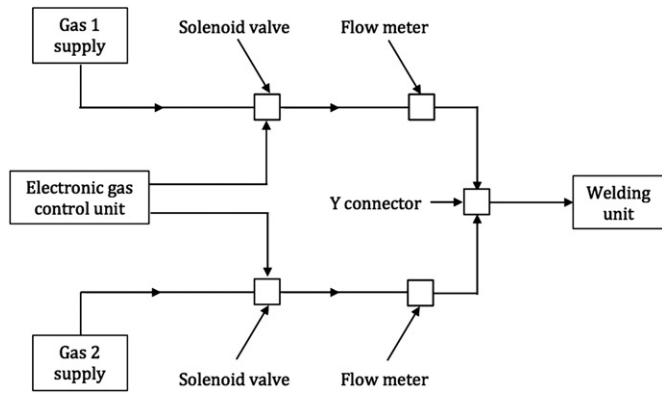 Gas 1
supply
Solenoid valve
Flow meter
Electronic gas
control unit
Y connector
Welding
unit
Gas 2
supply
Solenoid valve
Flow meter